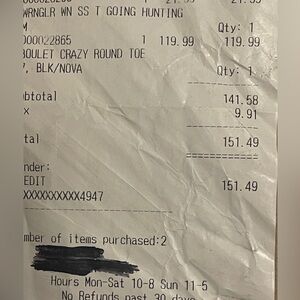 WRNGLR WN SS T GOING HUNTING
M Qty: 1
000022865 1 119.99 119.99
BOULET CRAZY ROUND TOE
, BLK/NOVA Qty: 1
btotal 141.58
x 9.91
tal 151.49
nder:
EDIT 151.49
XXXXXXXXXX4947
mber of items purchased:2
Hours Mon-Sat 10-8 Sun 11-5
No Refunds past 30 days